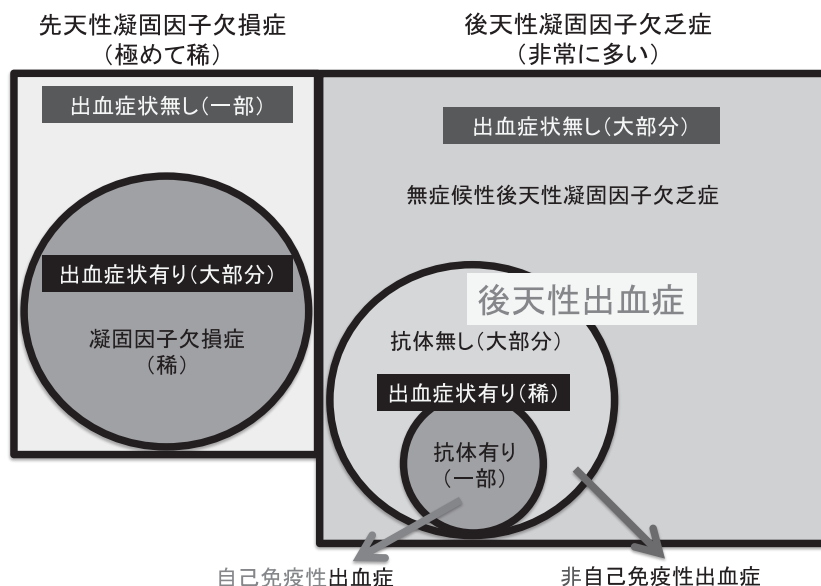 先天性凝固因子欠損症
（極めて稀）
出血症状無し（一部）
出血症状有り（大部分）
凝固因子欠損症
（稀）
後天性凝固因子欠乏症
（非常に多い）
出血症状無し（大部分）
無症候性後天性凝固因子欠乏症
後天性出血症
抗体無し（大部分）
出血症状有り（稀）
抗体有り
（一部）
自己免疫性出血症
非自己免疫性出血症